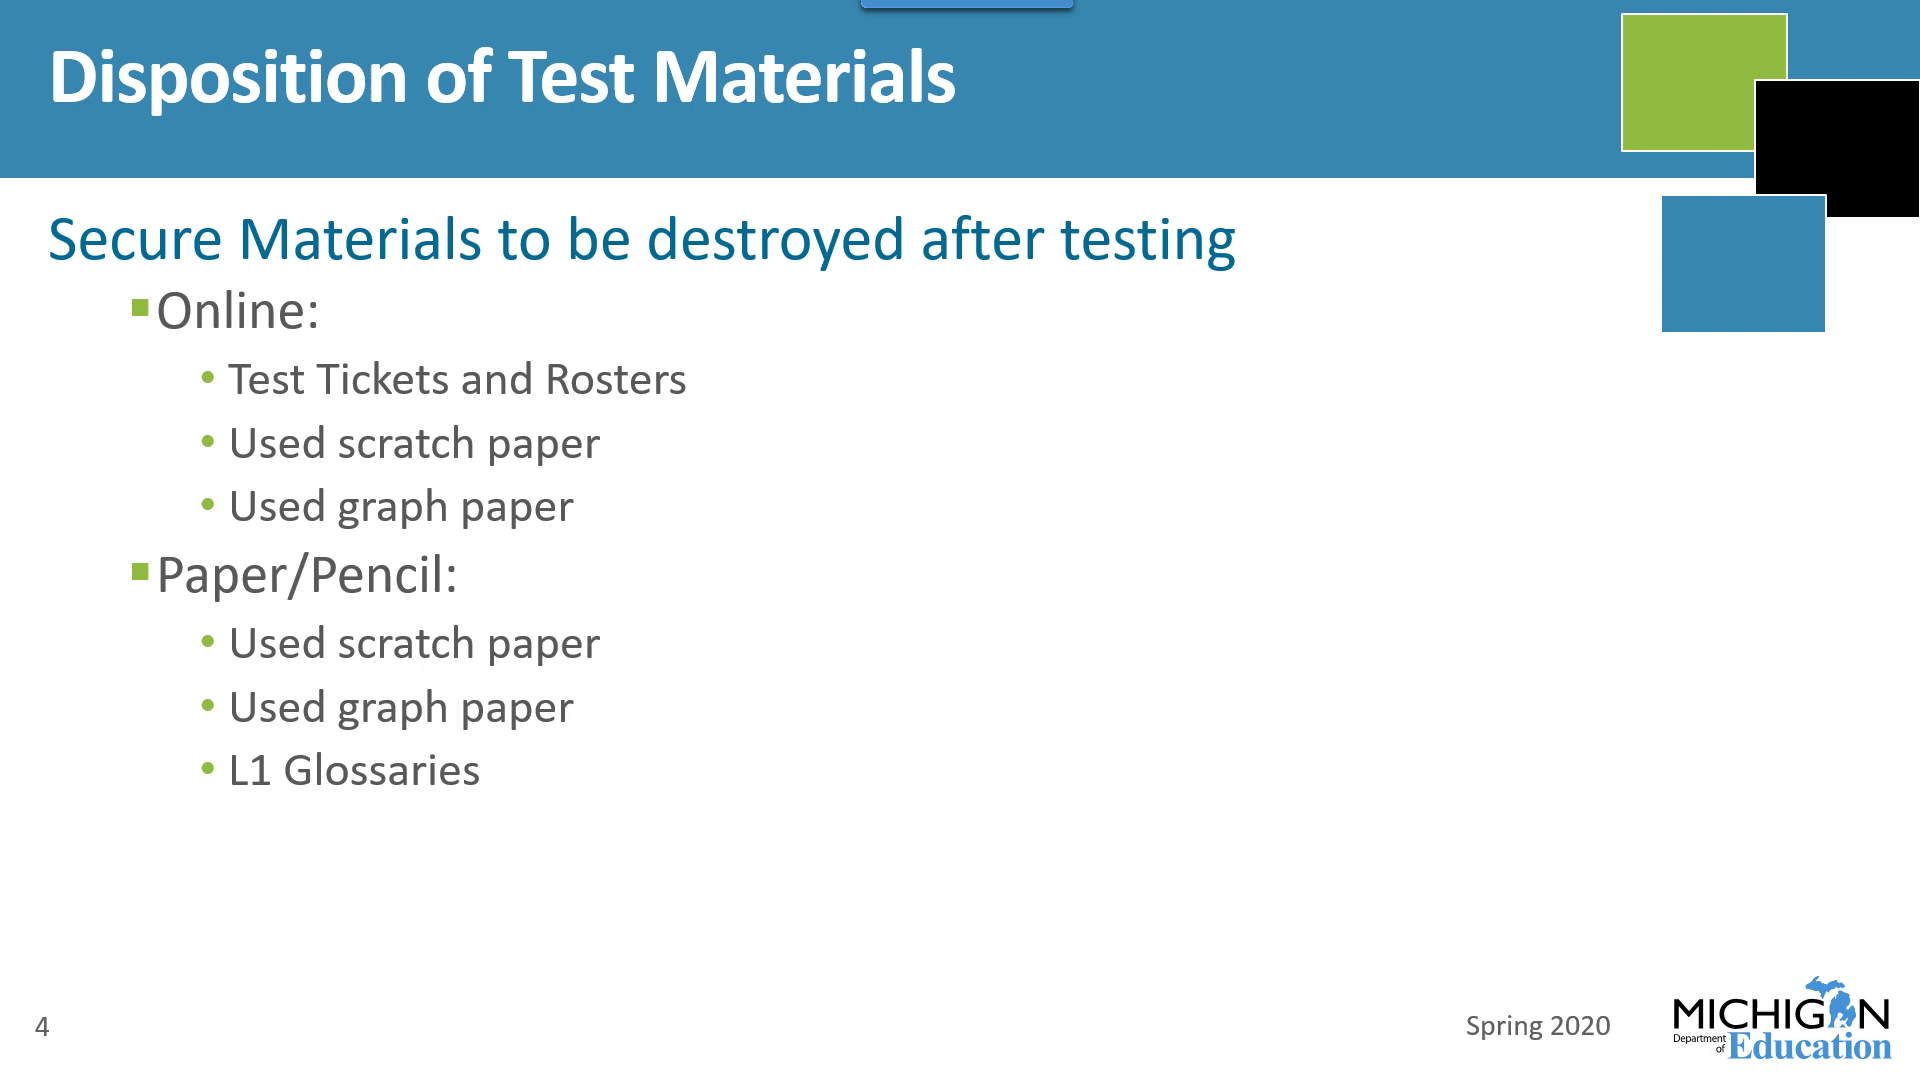 Disposition of Test Materials
Secure Materials to be destroyed after testing
Online:
Test Tickets and Rosters
Used scratch paper
Used graph paper
Paper/Pencil:
Used scratch paper
Used graph paper
L1 Glossaries
4
Spring 2020
MICHIGAN
Department
of Education